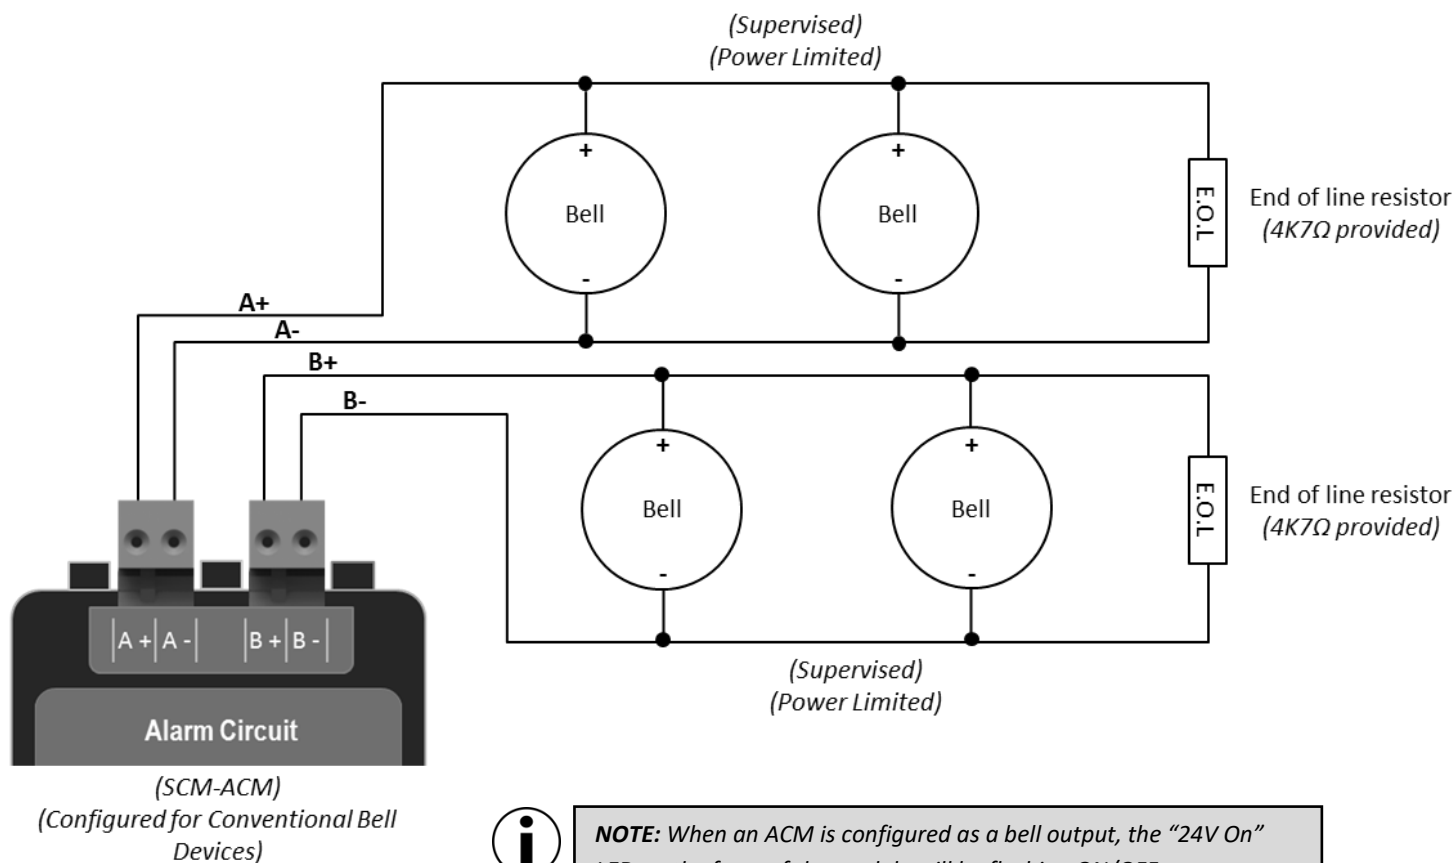 (Supervised)
(Power Limited)
+
+
Bell
Bell
-
-
E.O.L
End of line resistor
(4K7Ω provided)
A+
A-
B+
B-
+
+
Bell
Bell
-
-
E.O.L
End of line resistor
(4K7Ω provided)
(Supervised)
(Power Limited)
A + A - B + B -
Alarm Circuit
(SCM-ACM)
(Configured for Conventional Bell
Devices)
i
NOTE: When an ACM is configured as a bell output, the “24V On”